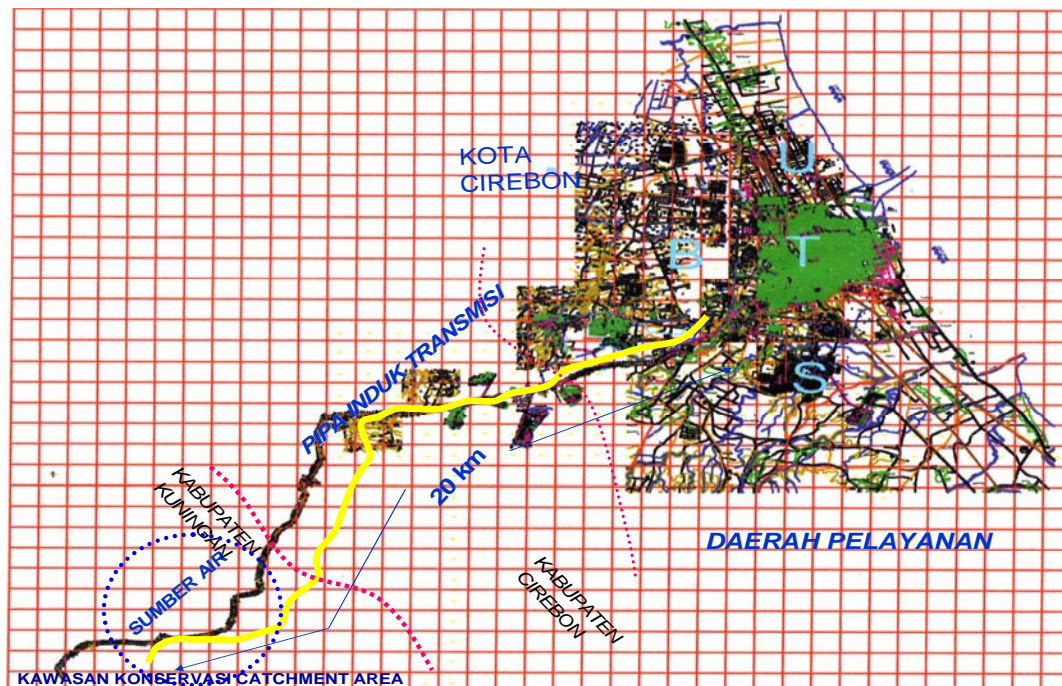 KOTA
CIREBON
U
B
T
S
PIPA INDUK TRANSMISI
20 km
KABUPATEN
KUNINGAN
SUMBER AIR
DAERAH PELAYANAN
KABUPATEN
CIREBON
KAWASAN KONSERVASI CATCHMENT AREA